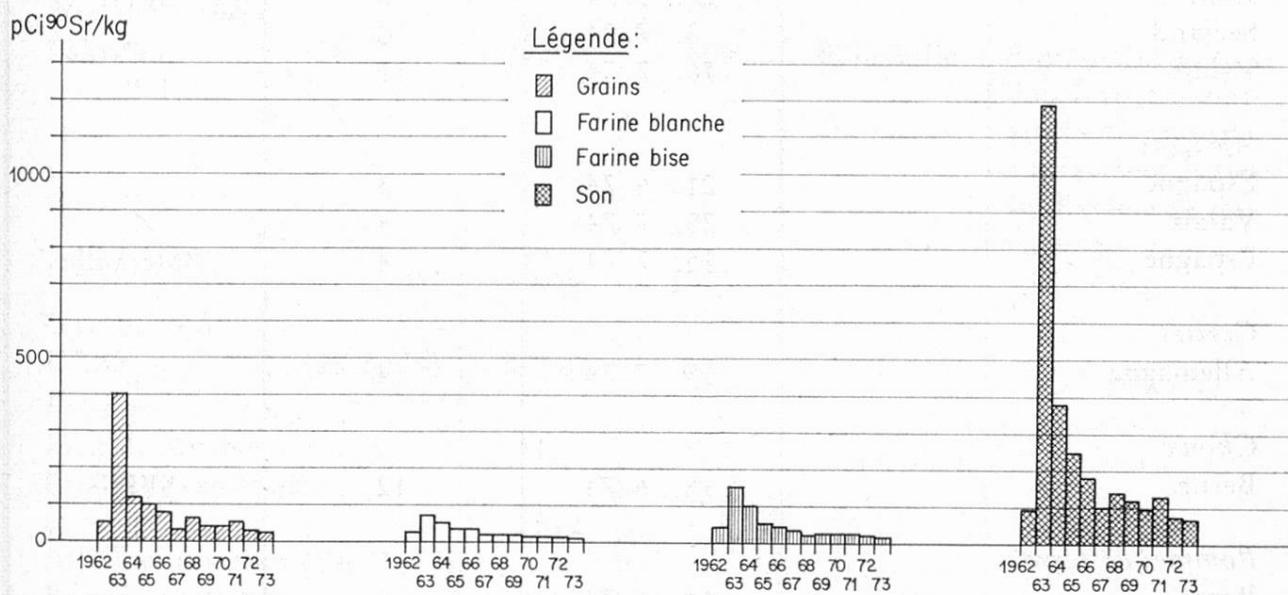 pCi⁹⁰Sr/kg
Légende:
Grains
Farine blanche
Farine bise
Son
1000
500
0
1962 64 66 68 70 72
63 65 67 69 71 73
1962 64 66 68 70 72
63 65 67 69 71 73
1962 64 66 68 70 72
63 65 67 69 71 73
1962 64 66 68 70 72
63 65 67 69 71 73